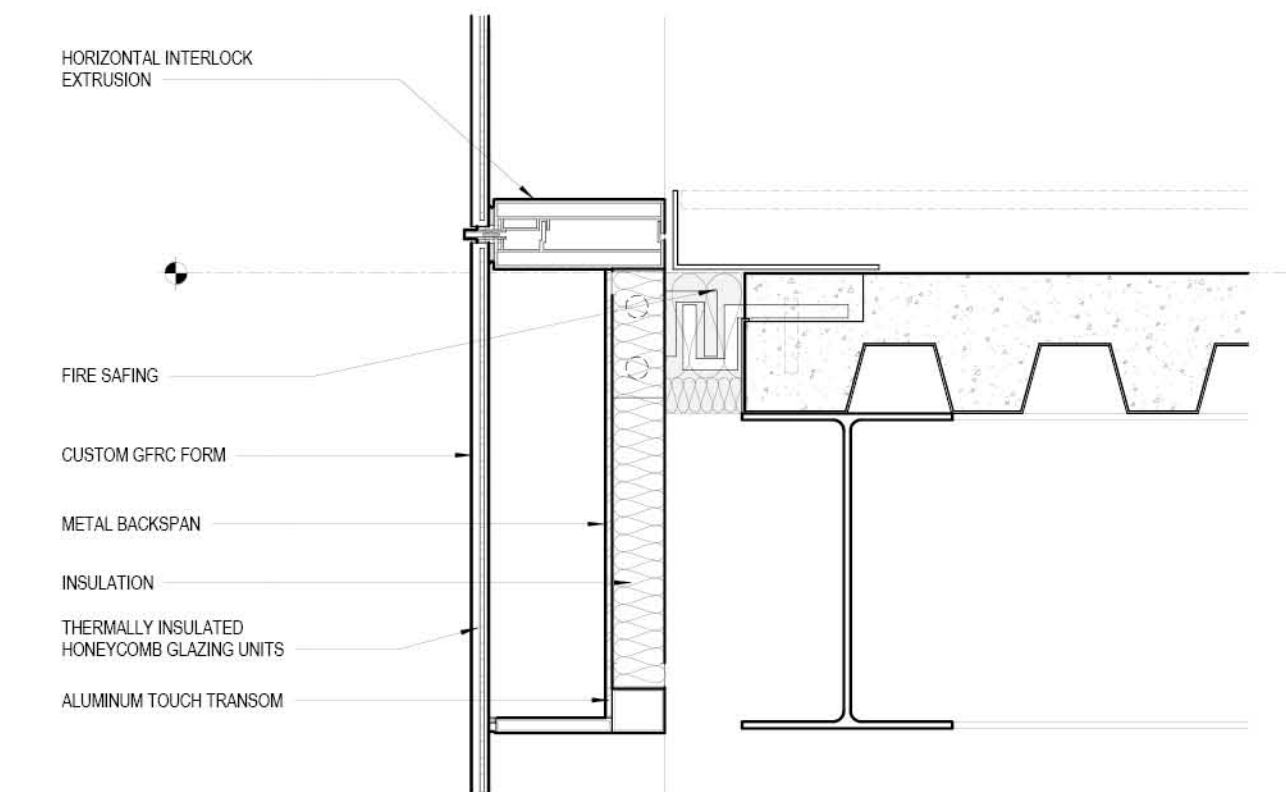 HORIZONTAL INTERLOCK
EXTRUSION
FIRE SAFING
CUSTOM GFRC FORM
METAL BACKSPAN
INSULATION
THERMALLY INSULATED
HONEYCOMB GLAZING UNITS
ALUMINUM TOUCH TRANSOM